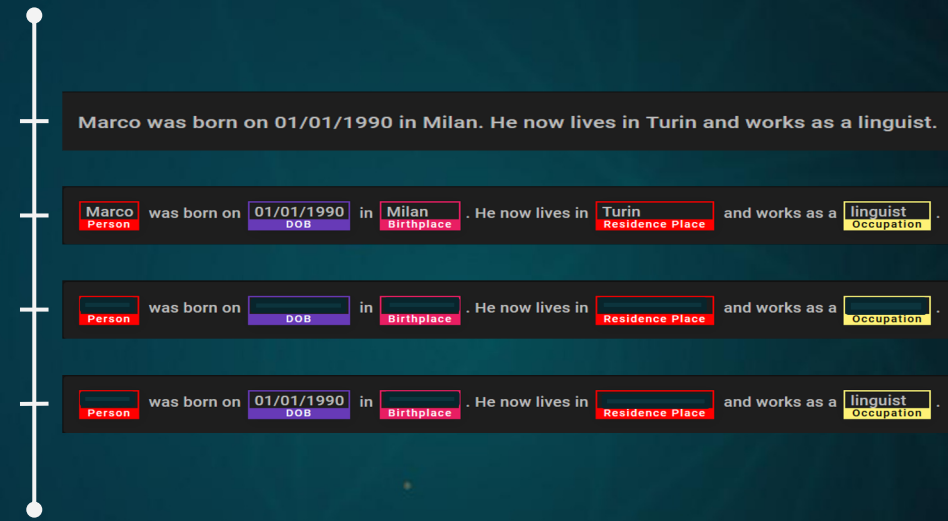 Marco was born on 01/01/1990 in Milan. He now lives in Turin and works as a linguist.
Marco was born on 01/01/1990 in Milan . He now lives in Turin and works as a linguist .
Person DOB Birthplace Residence Place Occupation
was born on in . He now lives in and works as a .
Person DOB Birthplace Residence Place Occupation
was born on 01/01/1990 in . He now lives in and works as a linguist .
Person DOB Birthplace Residence Place Occupation